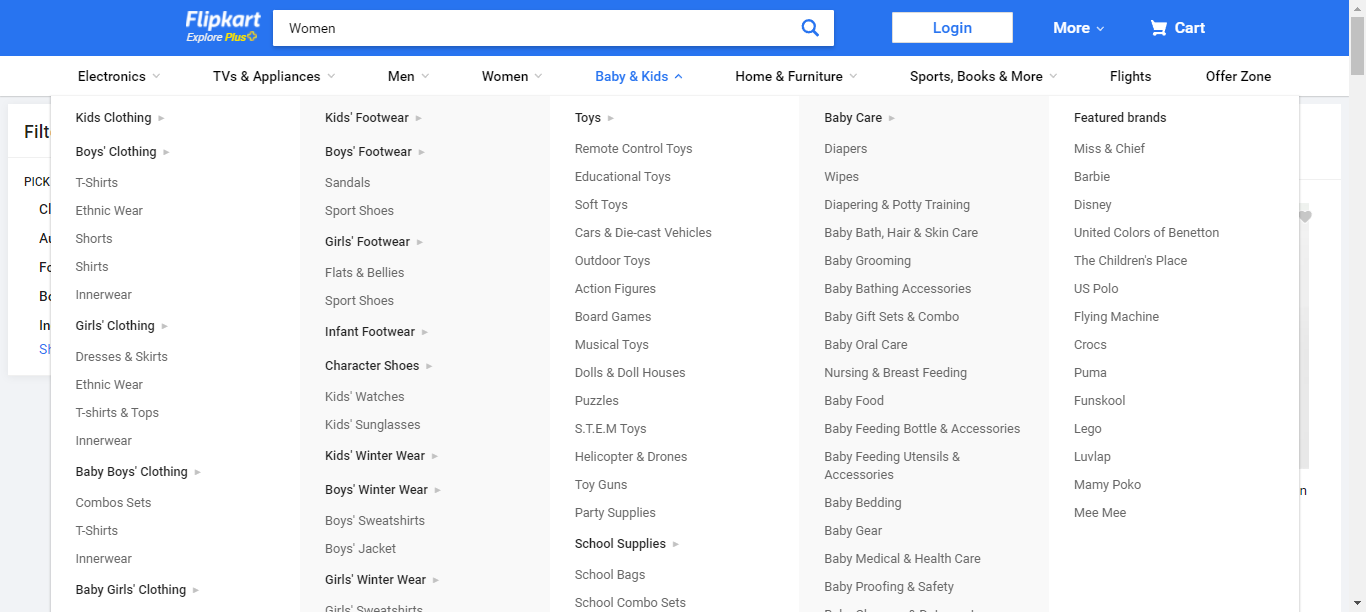 Flipkart
Explore Plus
Women
Login
More
Cart
Electronics
TVs & Appliances
Men
Women
Baby & Kids
Home & Furniture
Sports, Books & More
Flights
Offer Zone
Kids Clothing
Boys' Clothing
T-Shirts
Ethnic Wear
Shorts
Shirts
Innerwear
Girls' Clothing
Dresses & Skirts
Ethnic Wear
T-shirts & Tops
Innerwear
Baby Boys' Clothing
Combos Sets
T-Shirts
Innerwear
Baby Girls' Clothing
Kids' Footwear
Boys' Footwear
Sandals
Sport Shoes
Girls' Footwear
Flats & Bellies
Sport Shoes
Infant Footwear
Character Shoes
Kids' Watches
Kids' Sunglasses
Kids' Winter Wear
Boys' Winter Wear
Boys' Sweatshirts
Boys' Jacket
Girls' Winter Wear
Girls' Sweatshirts
Toys
Remote Control Toys
Educational Toys
Soft Toys
Cars & Die-cast Vehicles
Outdoor Toys
Action Figures
Board Games
Musical Toys
Dolls & Doll Houses
Puzzles
S.T.E.M Toys
Helicopter & Drones
Toy Guns
Party Supplies
School Supplies
School Bags
School Combo Sets
Baby Care
Diapers
Wipes
Diapering & Potty Training
Baby Bath, Hair & Skin Care
Baby Grooming
Baby Bathing Accessories
Baby Gift Sets & Combo
Baby Oral Care
Nursing & Breast Feeding
Baby Food
Baby Feeding Bottle & Accessories
Baby Feeding Utensils &
Accessories
Baby Bedding
Baby Gear
Baby Medical & Health Care
Baby Proofing & Safety
Featured brands
Miss & Chief
Barbie
Disney
United Colors of Benetton
The Children's Place
US Polo
Flying Machine
Crocs
Puma
Funskool
Lego
Luvlap
Mamy Poko
Mee Mee
PICK